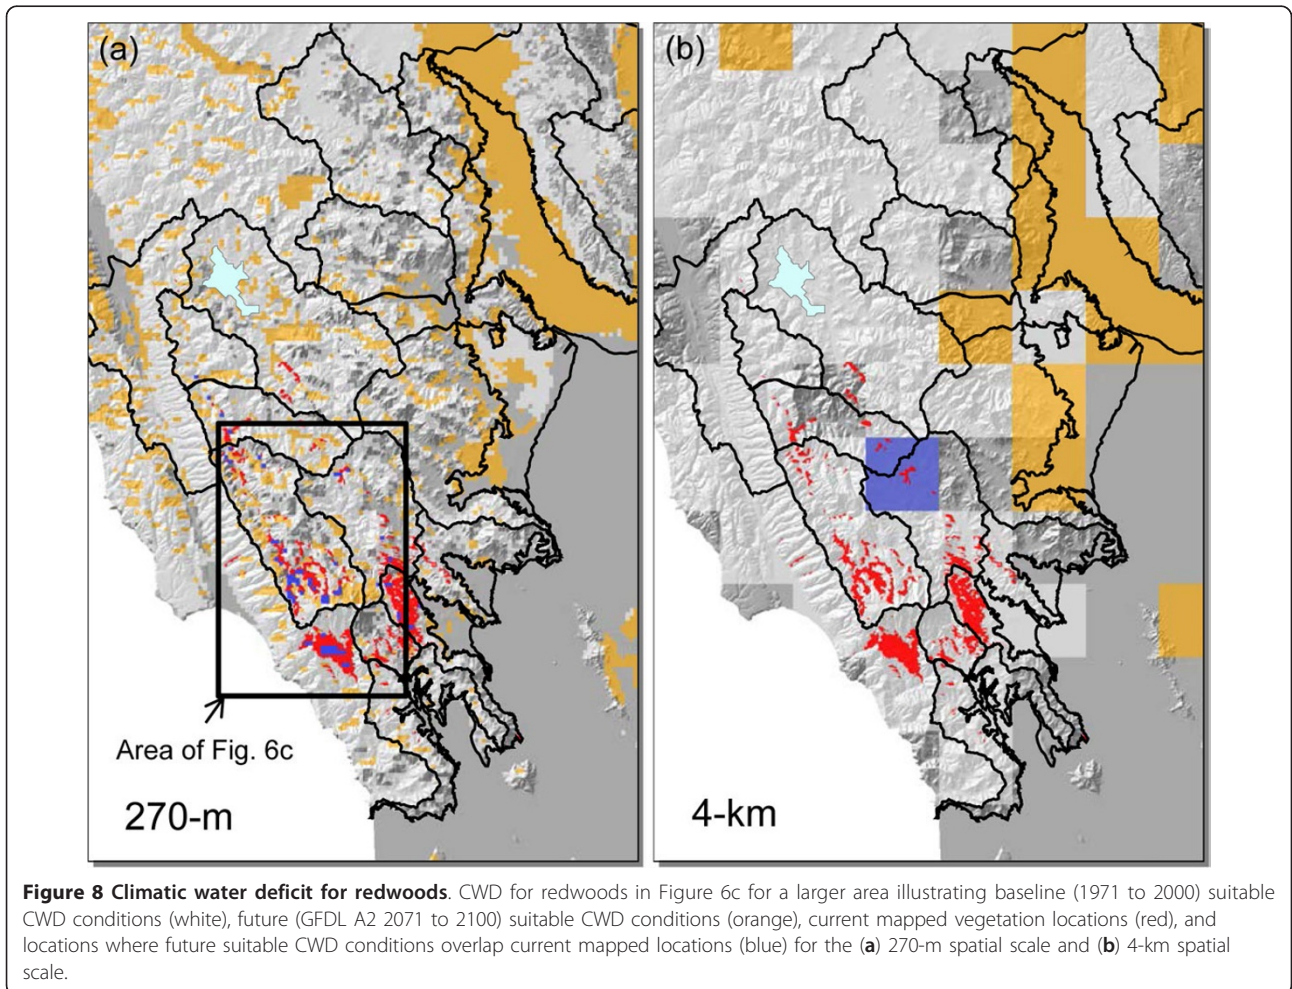 (a)
(b)
Area of Fig. 6c
270-m
4-km
Figure 8 Climatic water deficit for redwoods. CWD for redwoods in Figure 6c for a larger area illustrating baseline (1971 to 2000) suitable
CWD conditions (white), future (GFDL A2 2071 to 2100) suitable CWD conditions (orange), current mapped vegetation locations (red), and
locations where future suitable CWD conditions overlap current mapped locations (blue) for the (a) 270-m spatial scale and (b) 4-km spatial
scale.